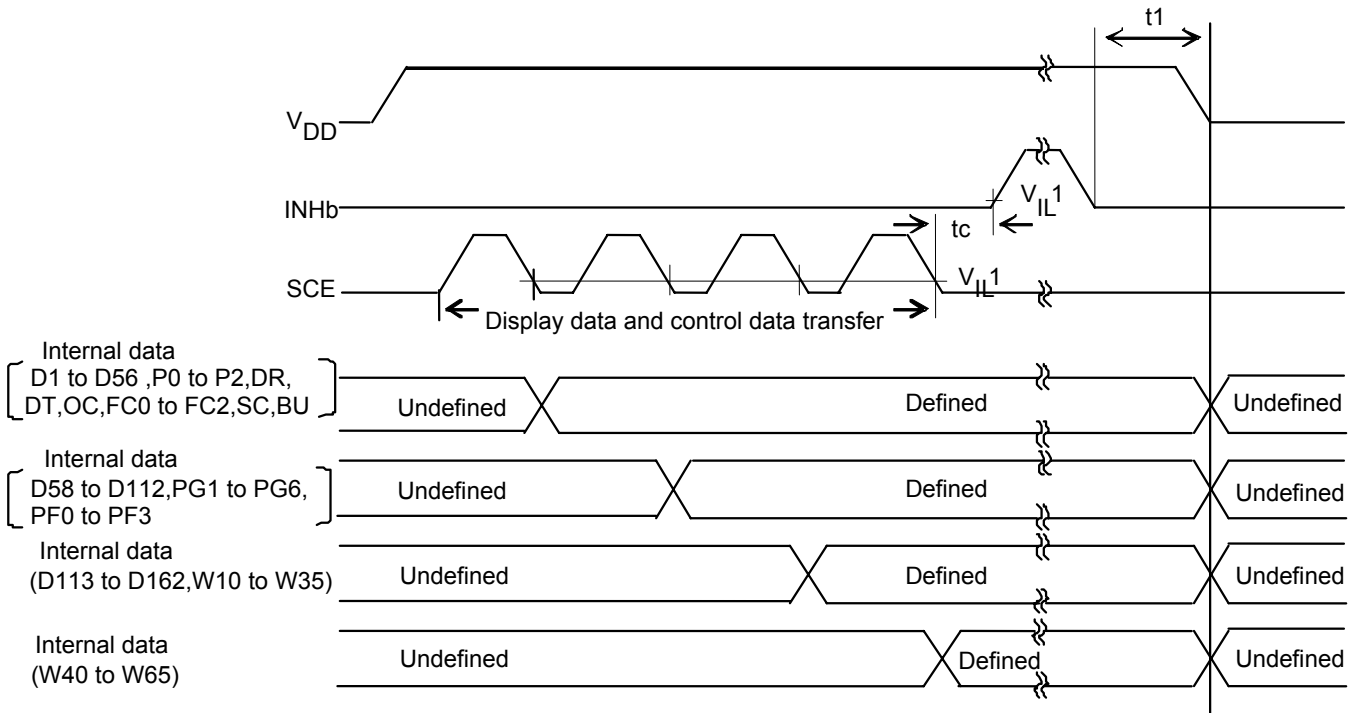 t1
VDD
INHb
VIL1
tc
SCE
VIL1
Display data and control data transfer
Internal data
D1 to D56 ,P0 to P2,DR,
DT,OC,FC0 to FC2,SC,BU
Undefined
Defined
Undefined
Internal data
D58 to D112,PG1 to PG6,
PF0 to PF3
Undefined
Defined
Undefined
Internal data
(D113 to D162,W10 to W35)
Undefined
Defined
Undefined
Internal data
(W40 to W65)
Undefined
Defined
Undefined